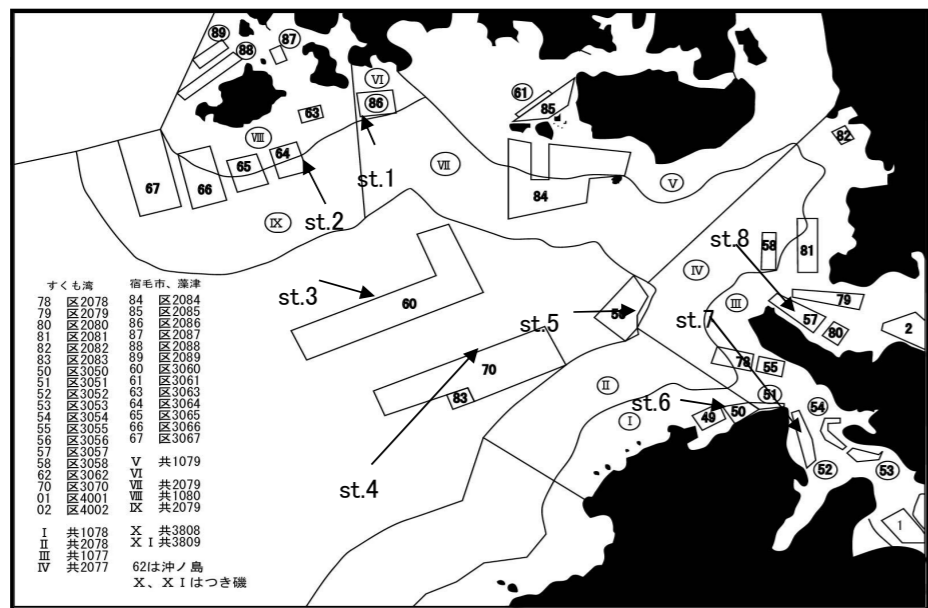 89
88
87
VI
86
63
61
85
82
VIII
64
VII
65
st.1
67
66
84
V
st.2
IX
st.8
58
81
IV
st.3
60
st.5
III
79
st.7
57
80
2
70
78
55
II
83
51
st.6
I
49
50
54
52
53
st.4
1
すくも湾
78 区2078
79 区2079
80 区2080
81 区2081
82 区2082
83 区2083
50 区3050
51 区3051
52 区3052
53 区3053
54 区3054
55 区3055
56 区3056
57 区3057
58 区3058
62 区3062
70 区3070
01 区4001
02 区4002
I 共1078
II 共2078
III 共1077
IV 共2077
宿毛市、藻津
84 区2084
85 区2085
86 区2086
87 区2087
88 区2088
89 区2089
60 区3060
61 区3061
63 区3063
64 区3064
65 区3065
66 区3066
67 区3067
V 共1079
VI
VII 共2079
VIII 共1080
IX 共2079
X 共3808
XI 共3809
62は沖ノ島
X、XIはつき磯